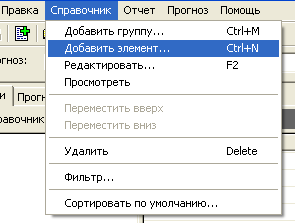 Правка Справочник Отчет Прогноз Помощь
Добавить группу... Ctrl+M
Добавить элемент... Ctrl+N
гноз:
Редактировать... F2
Просмотреть
и Прогн
Переместить вверх
равочник
Переместить вниз
Удалить Delete
Фильтр...
Сортировать по умолчанию...